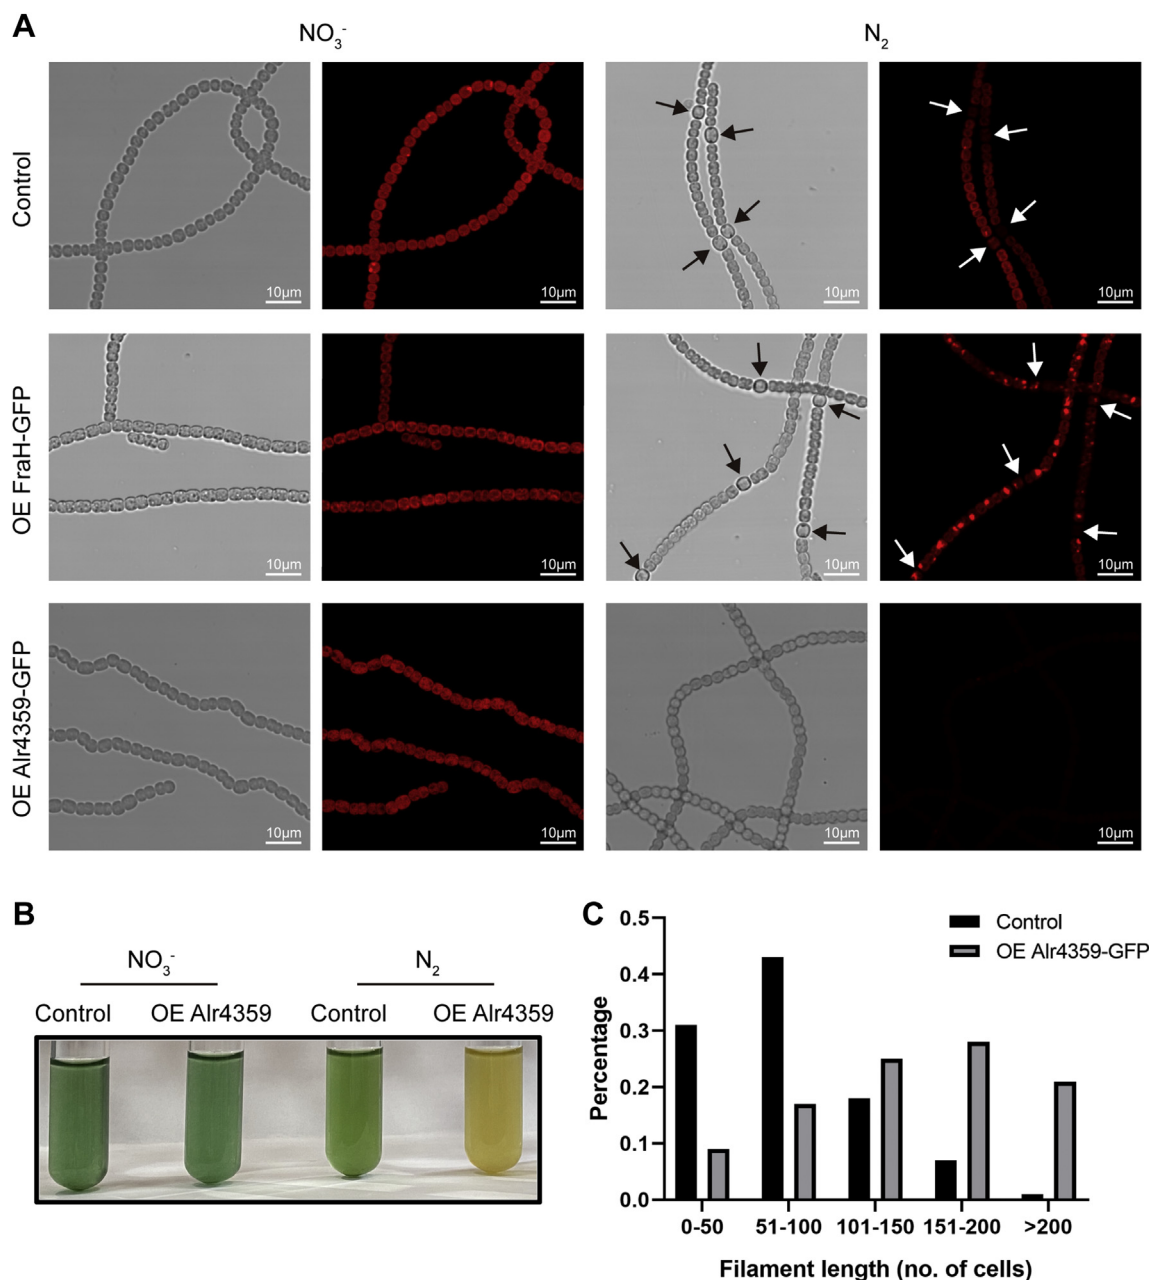 A
NO3-
N2
Control
10µm
10µm
10µm
10µm
OE FraH-GFP
10µm
10µm
10µm
10µm
OE Alr4359-GFP
10µm
10µm
10µm
10µm
B
NO3-
N2
Control
OE Alr4359
Control
OE Alr4359
C
Control
OE Alr4359-GFP
Percentage
0.5
0.4
0.3
0.2
0.1
0.0
0-50
51-100
101-150
151-200
>200
Filament length (no. of cells)